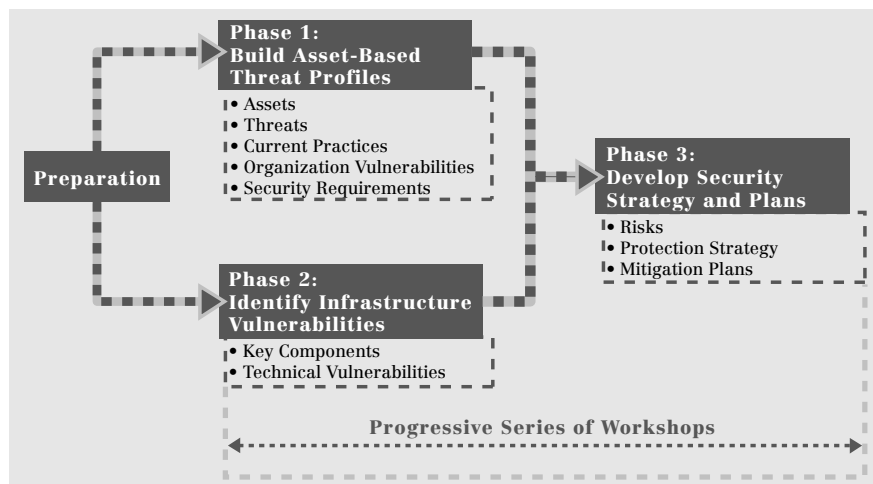 Preparation
Phase 1:
Build Asset-Based
Threat Profiles
• Assets
• Threats
• Current Practices
• Organization Vulnerabilities
• Security Requirements
Phase 2:
Identify Infrastructure
Vulnerabilities
• Key Components
• Technical Vulnerabilities
Phase 3:
Develop Security
Strategy and Plans
• Risks
• Protection Strategy
• Mitigation Plans
Progressive Series of Workshops